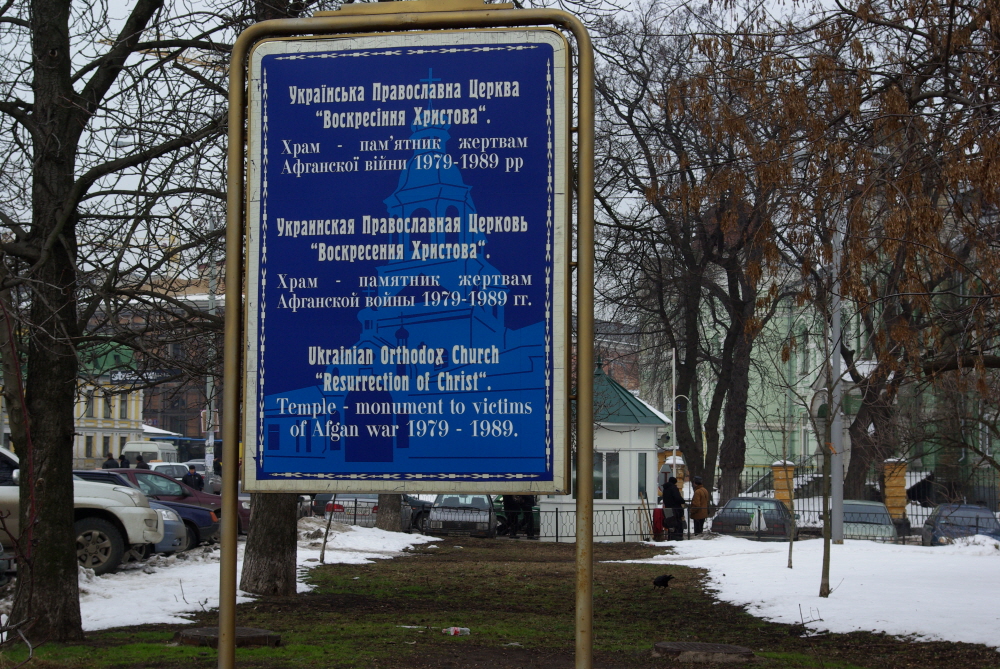 Українська Православна Церква
"Воскресіння Христова".
Храм - пам'ятник жертвам
Афганскої війни 1979-1989 рр
Украинская Православная Церковь
"Воскресения Христова".
Храм - памятник жертвам
Афганской войны 1979-1989 гг.
Ukrainian Orthodox Church
"Resurrection of Christ".
Temple - monument to victims
of Afgan war 1979 - 1989.